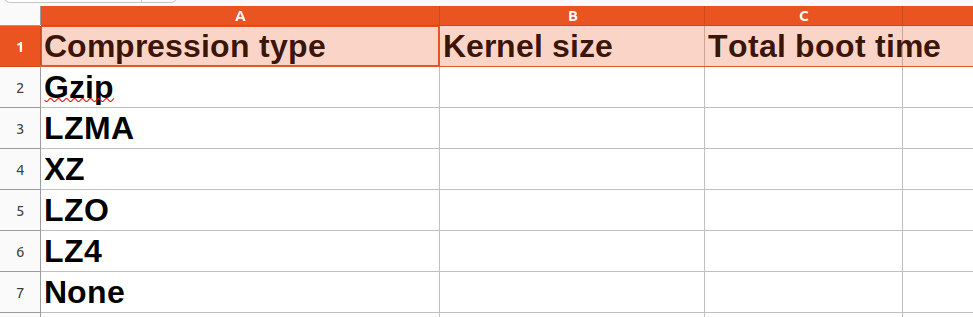 A B C
1 Compression type Kernel size Total boot time
2 Gzip
3 LZMA
4 XZ
5 LZO
6 LZ4
7 None